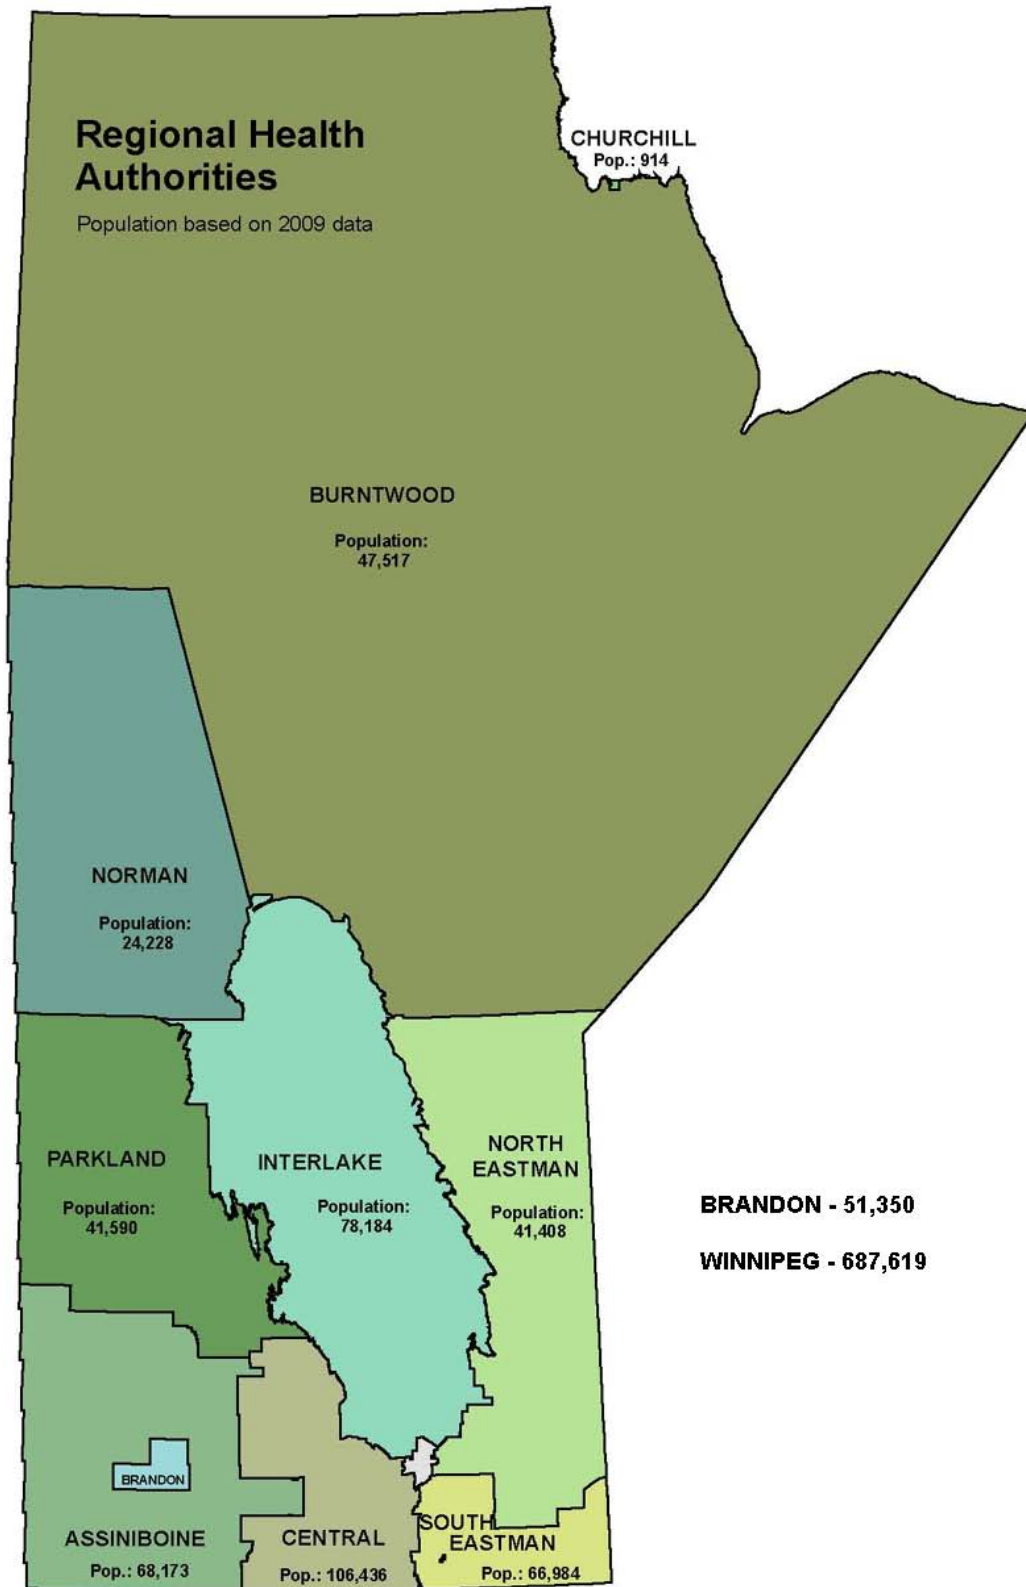 Regional Health
Authorities
Population based on 2009 data
CHURCHILL
Pop.: 914
BURNTWOOD
Population:
47,517
NORMAN
Population:
24,228
PARKLAND
Population:
41,590
INTERLAKE
Population:
78,184
NORTH
EASTMAN
Population:
41,408
BRANDON - 51,350
WINNIPEG - 687,619
BRANDON
ASSINIBOINE
Pop.: 68,173
CENTRAL
Pop.: 106,436
SOUTH
EASTMAN
Pop.: 66,984